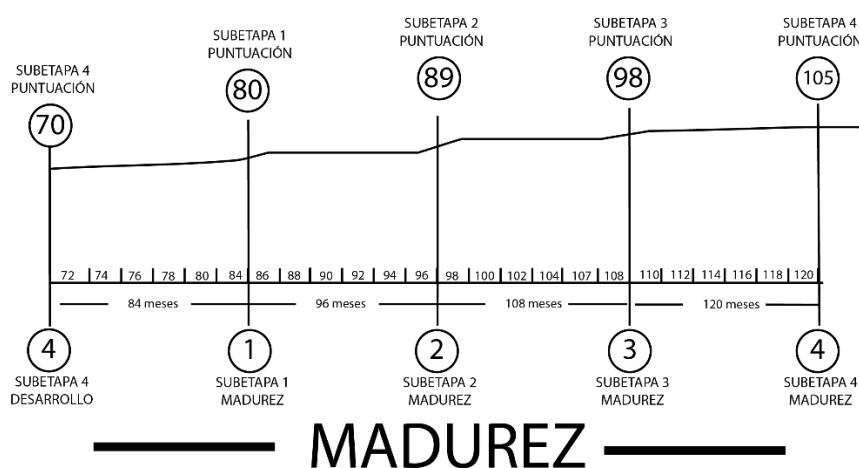 SUBETAPA 4
PUNTUACIÓN
70
SUBETAPA 1
PUNTUACIÓN
80
SUBETAPA 2
PUNTUACIÓN
89
SUBETAPA 3
PUNTUACIÓN
98
SUBETAPA 4
PUNTUACIÓN
105
72 74 76 78 80 84 86 88 90 92 94 96 98 100 102 104 107 108 110 112 114 116 118 120
84 meses 96 meses 108 meses 120 meses
4
SUBETAPA 4
DESARROLLO
1
SUBETAPA 1
MADUREZ
2
SUBETAPA 2
MADUREZ
3
SUBETAPA 3
MADUREZ
4
SUBETAPA 4
MADUREZ
MADUREZ